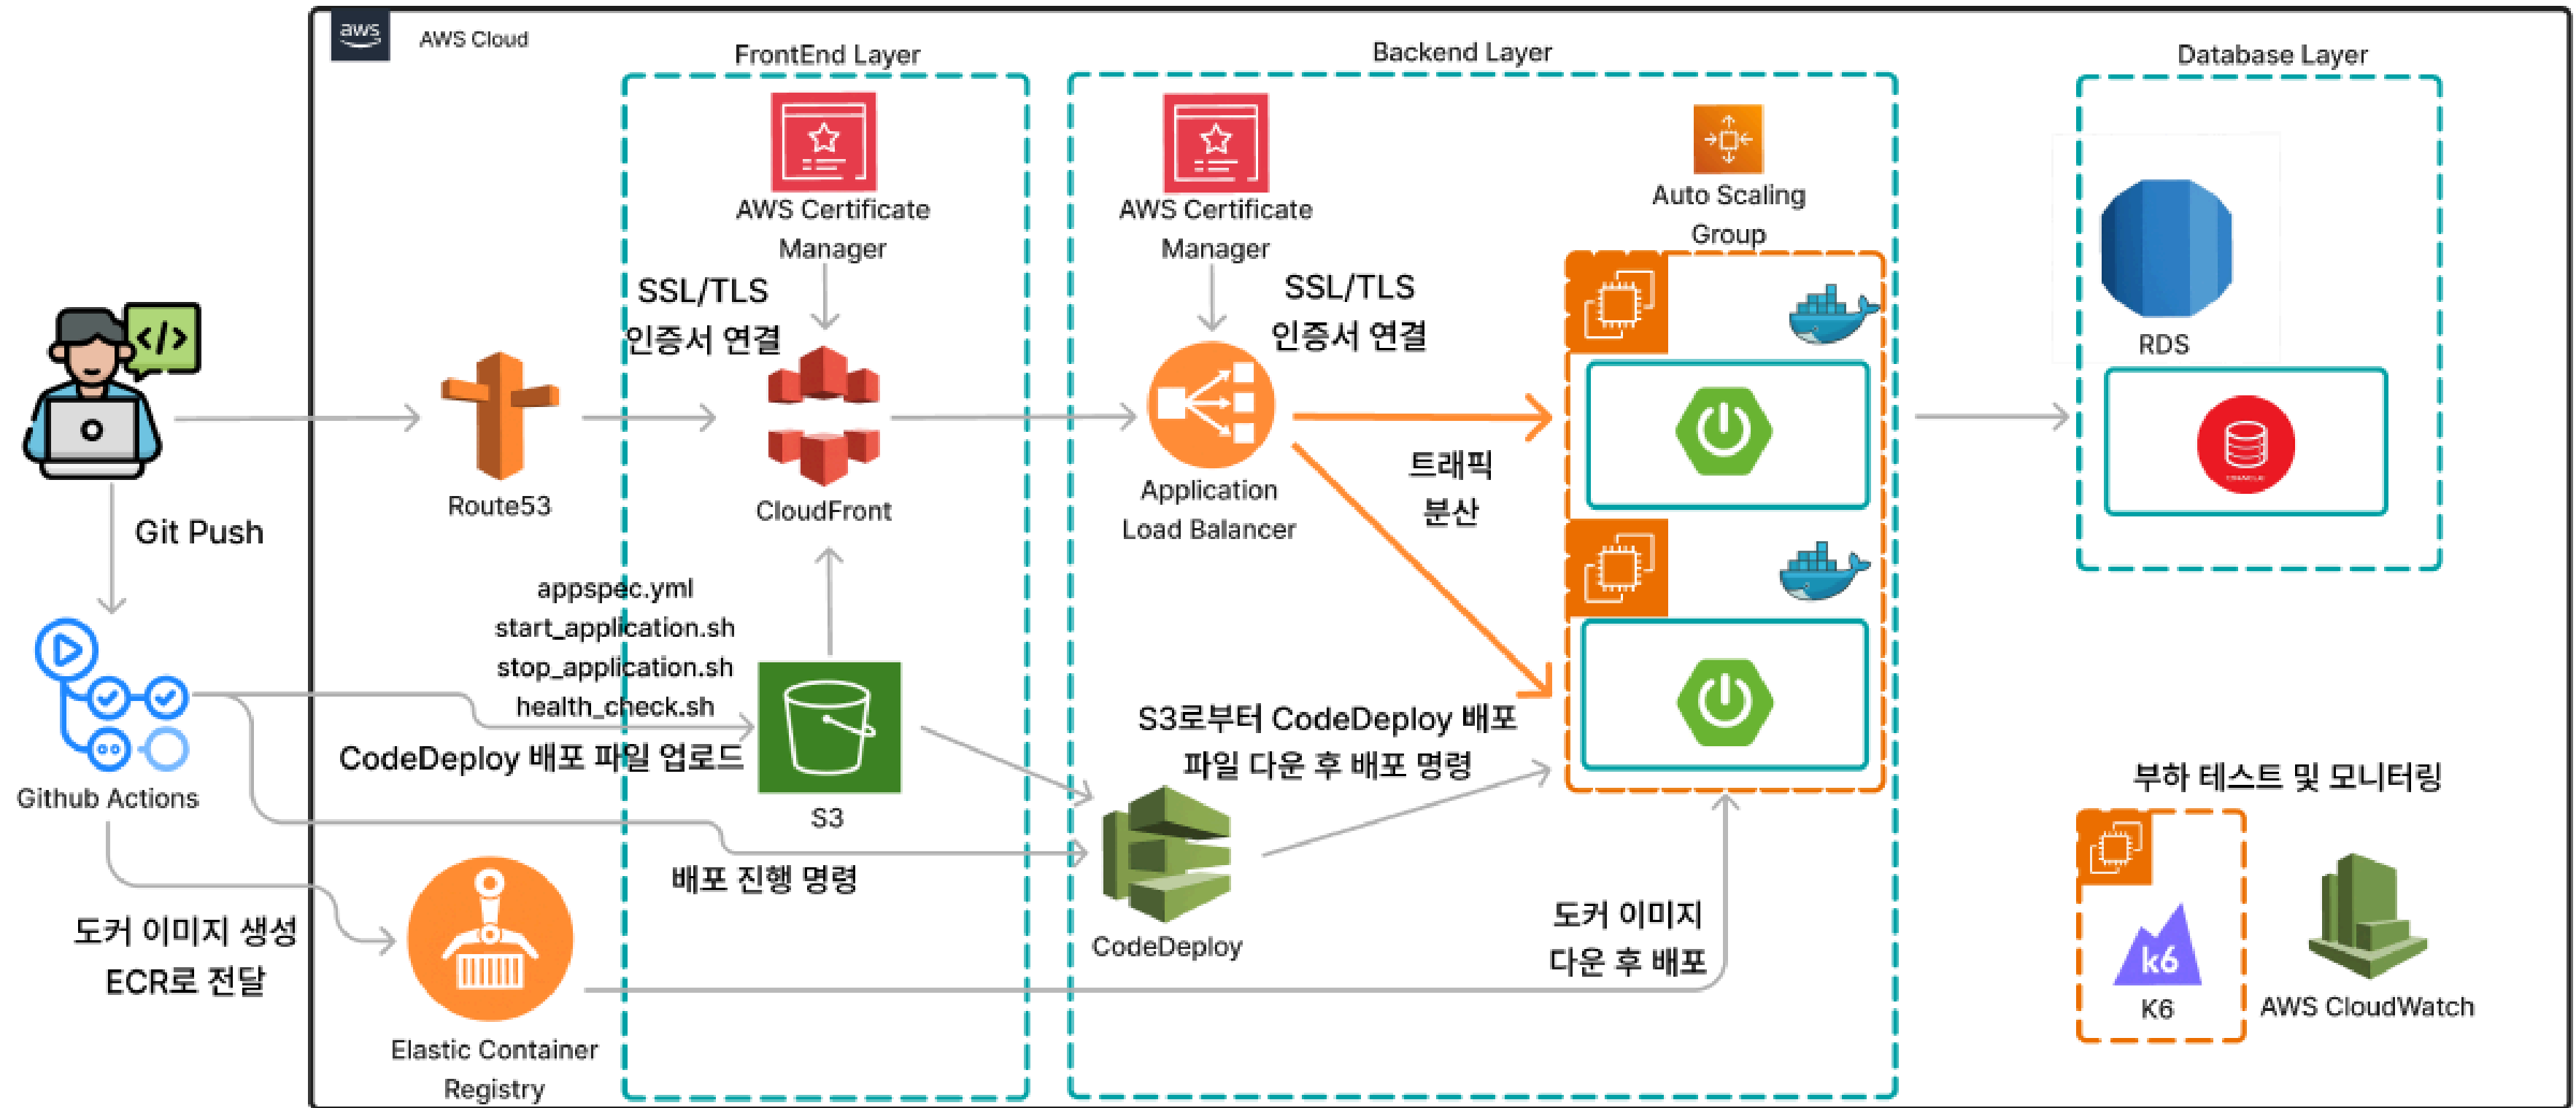 aws
AWS Cloud
FrontEnd Layer
Backend Layer
Database Layer
AWS Certificate
Manager
AWS Certificate
Manager
Auto Scaling
Group
SSL/TLS
인증서 연결
SSL/TLS
인증서 연결
RDS
Route53
CloudFront
Application
Load Balancer
트래픽
분산
Git Push
appspec.yml
start_application.sh
stop_application.sh
health_check.sh
CodeDeploy 배포 파일 업로드
S3
S3로부터 CodeDeploy 배포
파일 다운 후 배포 명령
Github Actions
배포 진행 명령
CodeDeploy
도커 이미지 생성
ECR로 전달
도커 이미지
다운 후 배포
Elastic Container
Registry
부하 테스트 및 모니터링
k6
K6
AWS CloudWatch